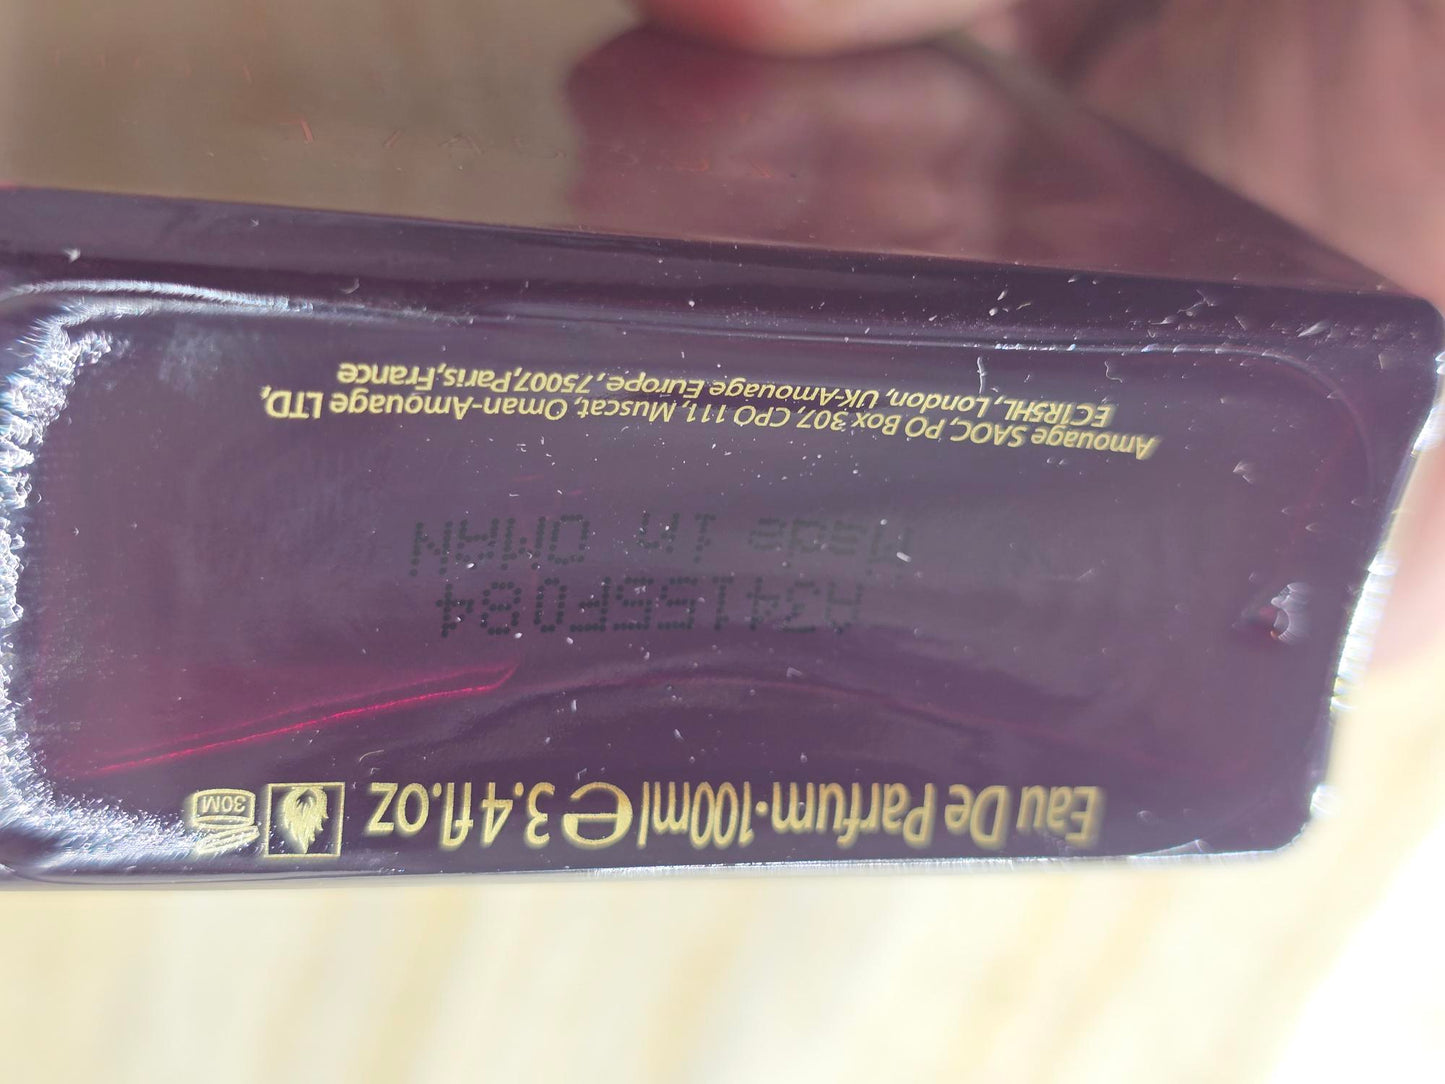 Eau De Parfum·100ml ℮ 3.4fl.oz
30M
A34155F084
Made in OMAN
Amouage SAOC, PO Box 307, CPO 111, Muscat, Oman-Amouage LTD,
EC1R5HL, London, UK-Amouage Europe, 75007,Paris,France